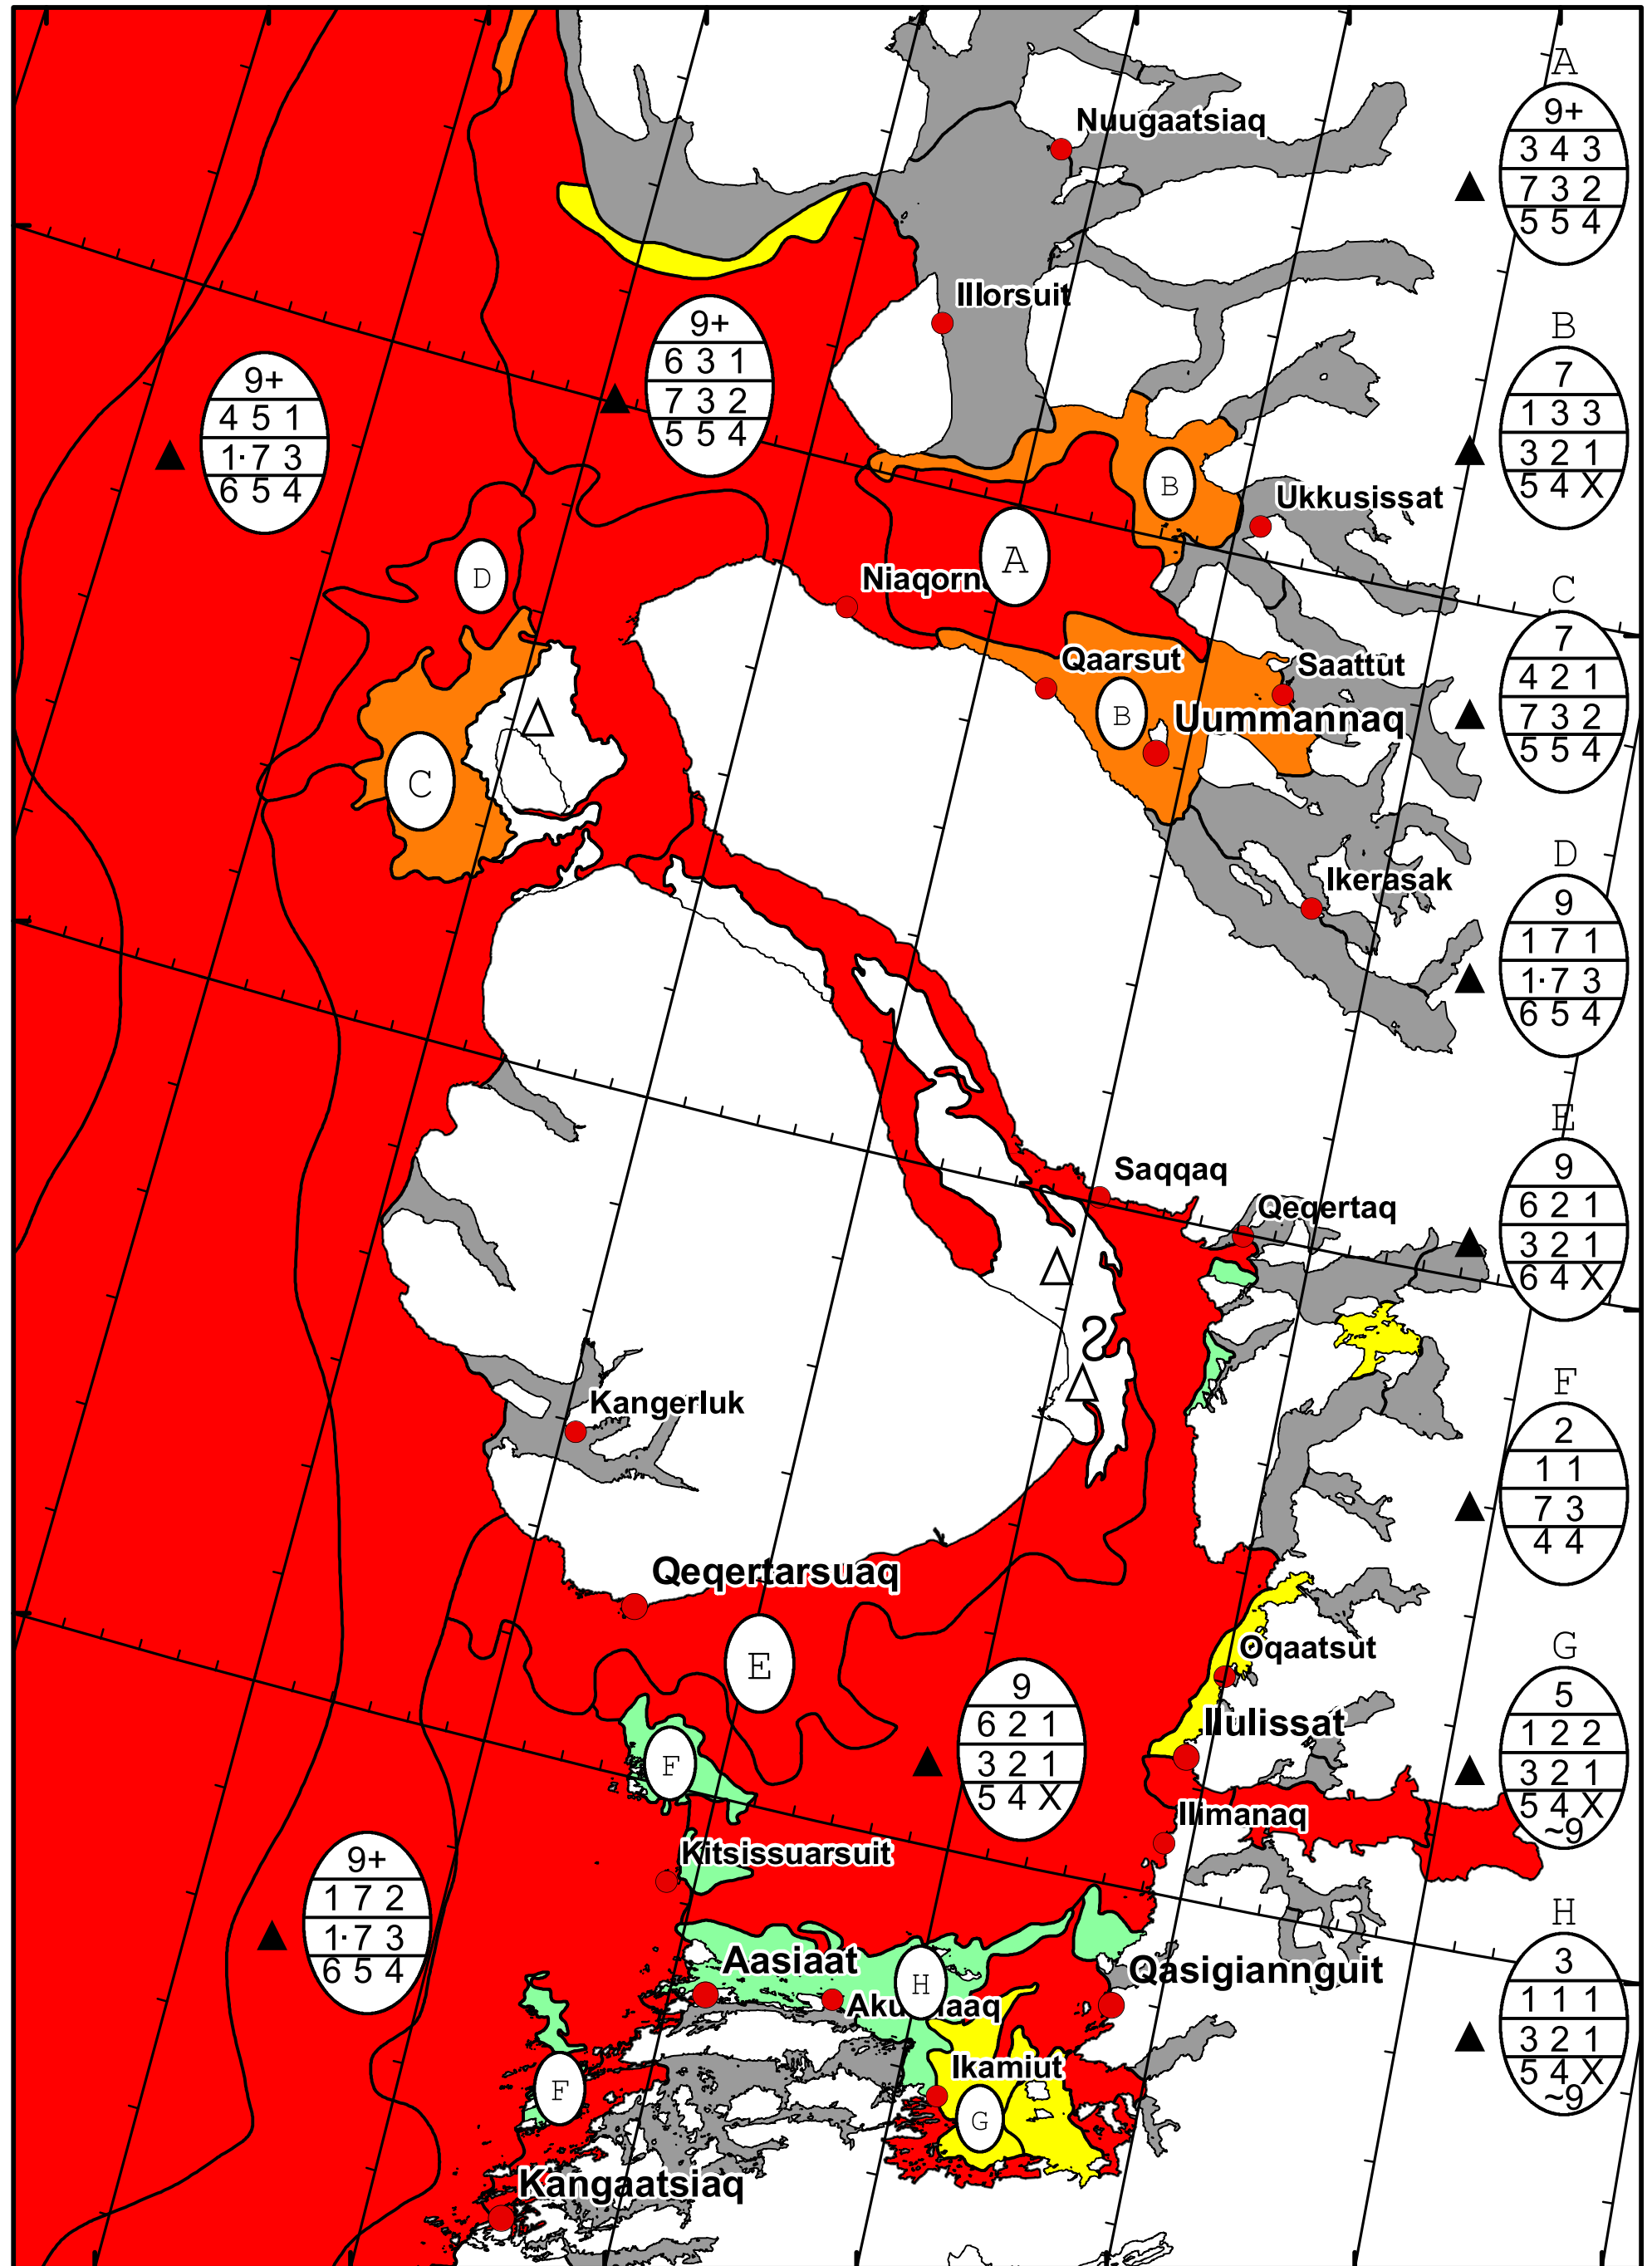 A
9+
3 4 3
7 3 2
5 5 4
Nuugaatsiaq
Illorsuit
9+
6 3 1
7 3 2
5 5 4
9+
4 5 1
1· 7 3
6 5 4
B
7
1 3 3
3 2 1
5 4 X
B
Ukkusissat
A
D
C
7
4 2 1
7 3 2
5 5 4
Qaarsut
Saattut
B
Uummannaq
C
Ikerasak
D
9
1 7 1
1· 7 3
6 5 4
E
9
6 2 1
3 2 1
6 4 X
Saqqaq
Qeqertaq
Kangerluk
F
2
1 1
7 3
4 4
Qeqertarsuaq
E
Oqaatsut
G
5
1 2 2
3 2 1
5 4 X
~9
9
6 2 1
3 2 1
5 4 X
Ilulissat
F
Ilimanaq
Kitsissuarsuit
9+
1 7 2
1· 7 3
6 5 4
H
3
1 1 1
3 2 1
5 4 X
~9
Aasiaat
H
Qasigiannguit
Ikamiut
F
G
Kangaatsiaq